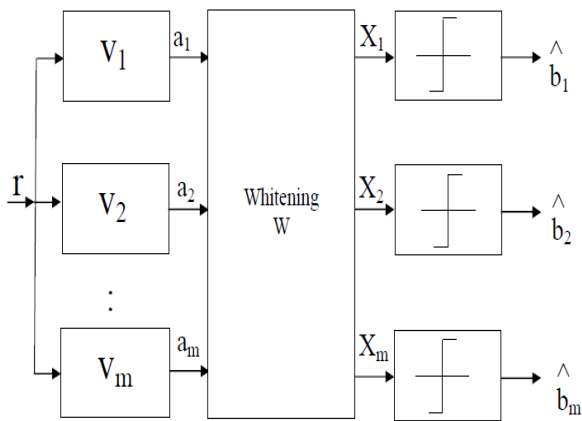 V1
a1
X1
^
b1
r
V2
a2
Whitening
W
X2
^
b2
:
Vm
am
Xm
^
bm